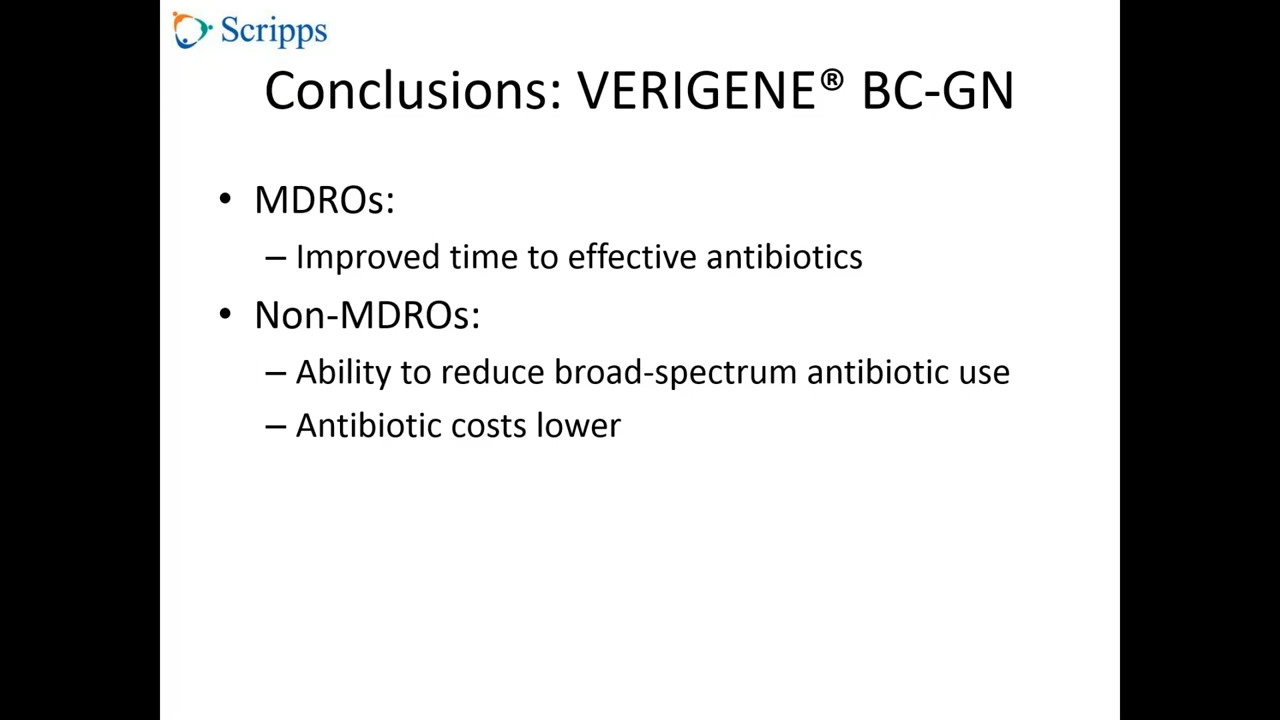 Scripps
Conclusions: VERIGENE® BC-GN
• MDROs:
– Improved time to effective antibiotics
• Non-MDROs:
– Ability to reduce broad-spectrum antibiotic use
– Antibiotic costs lower